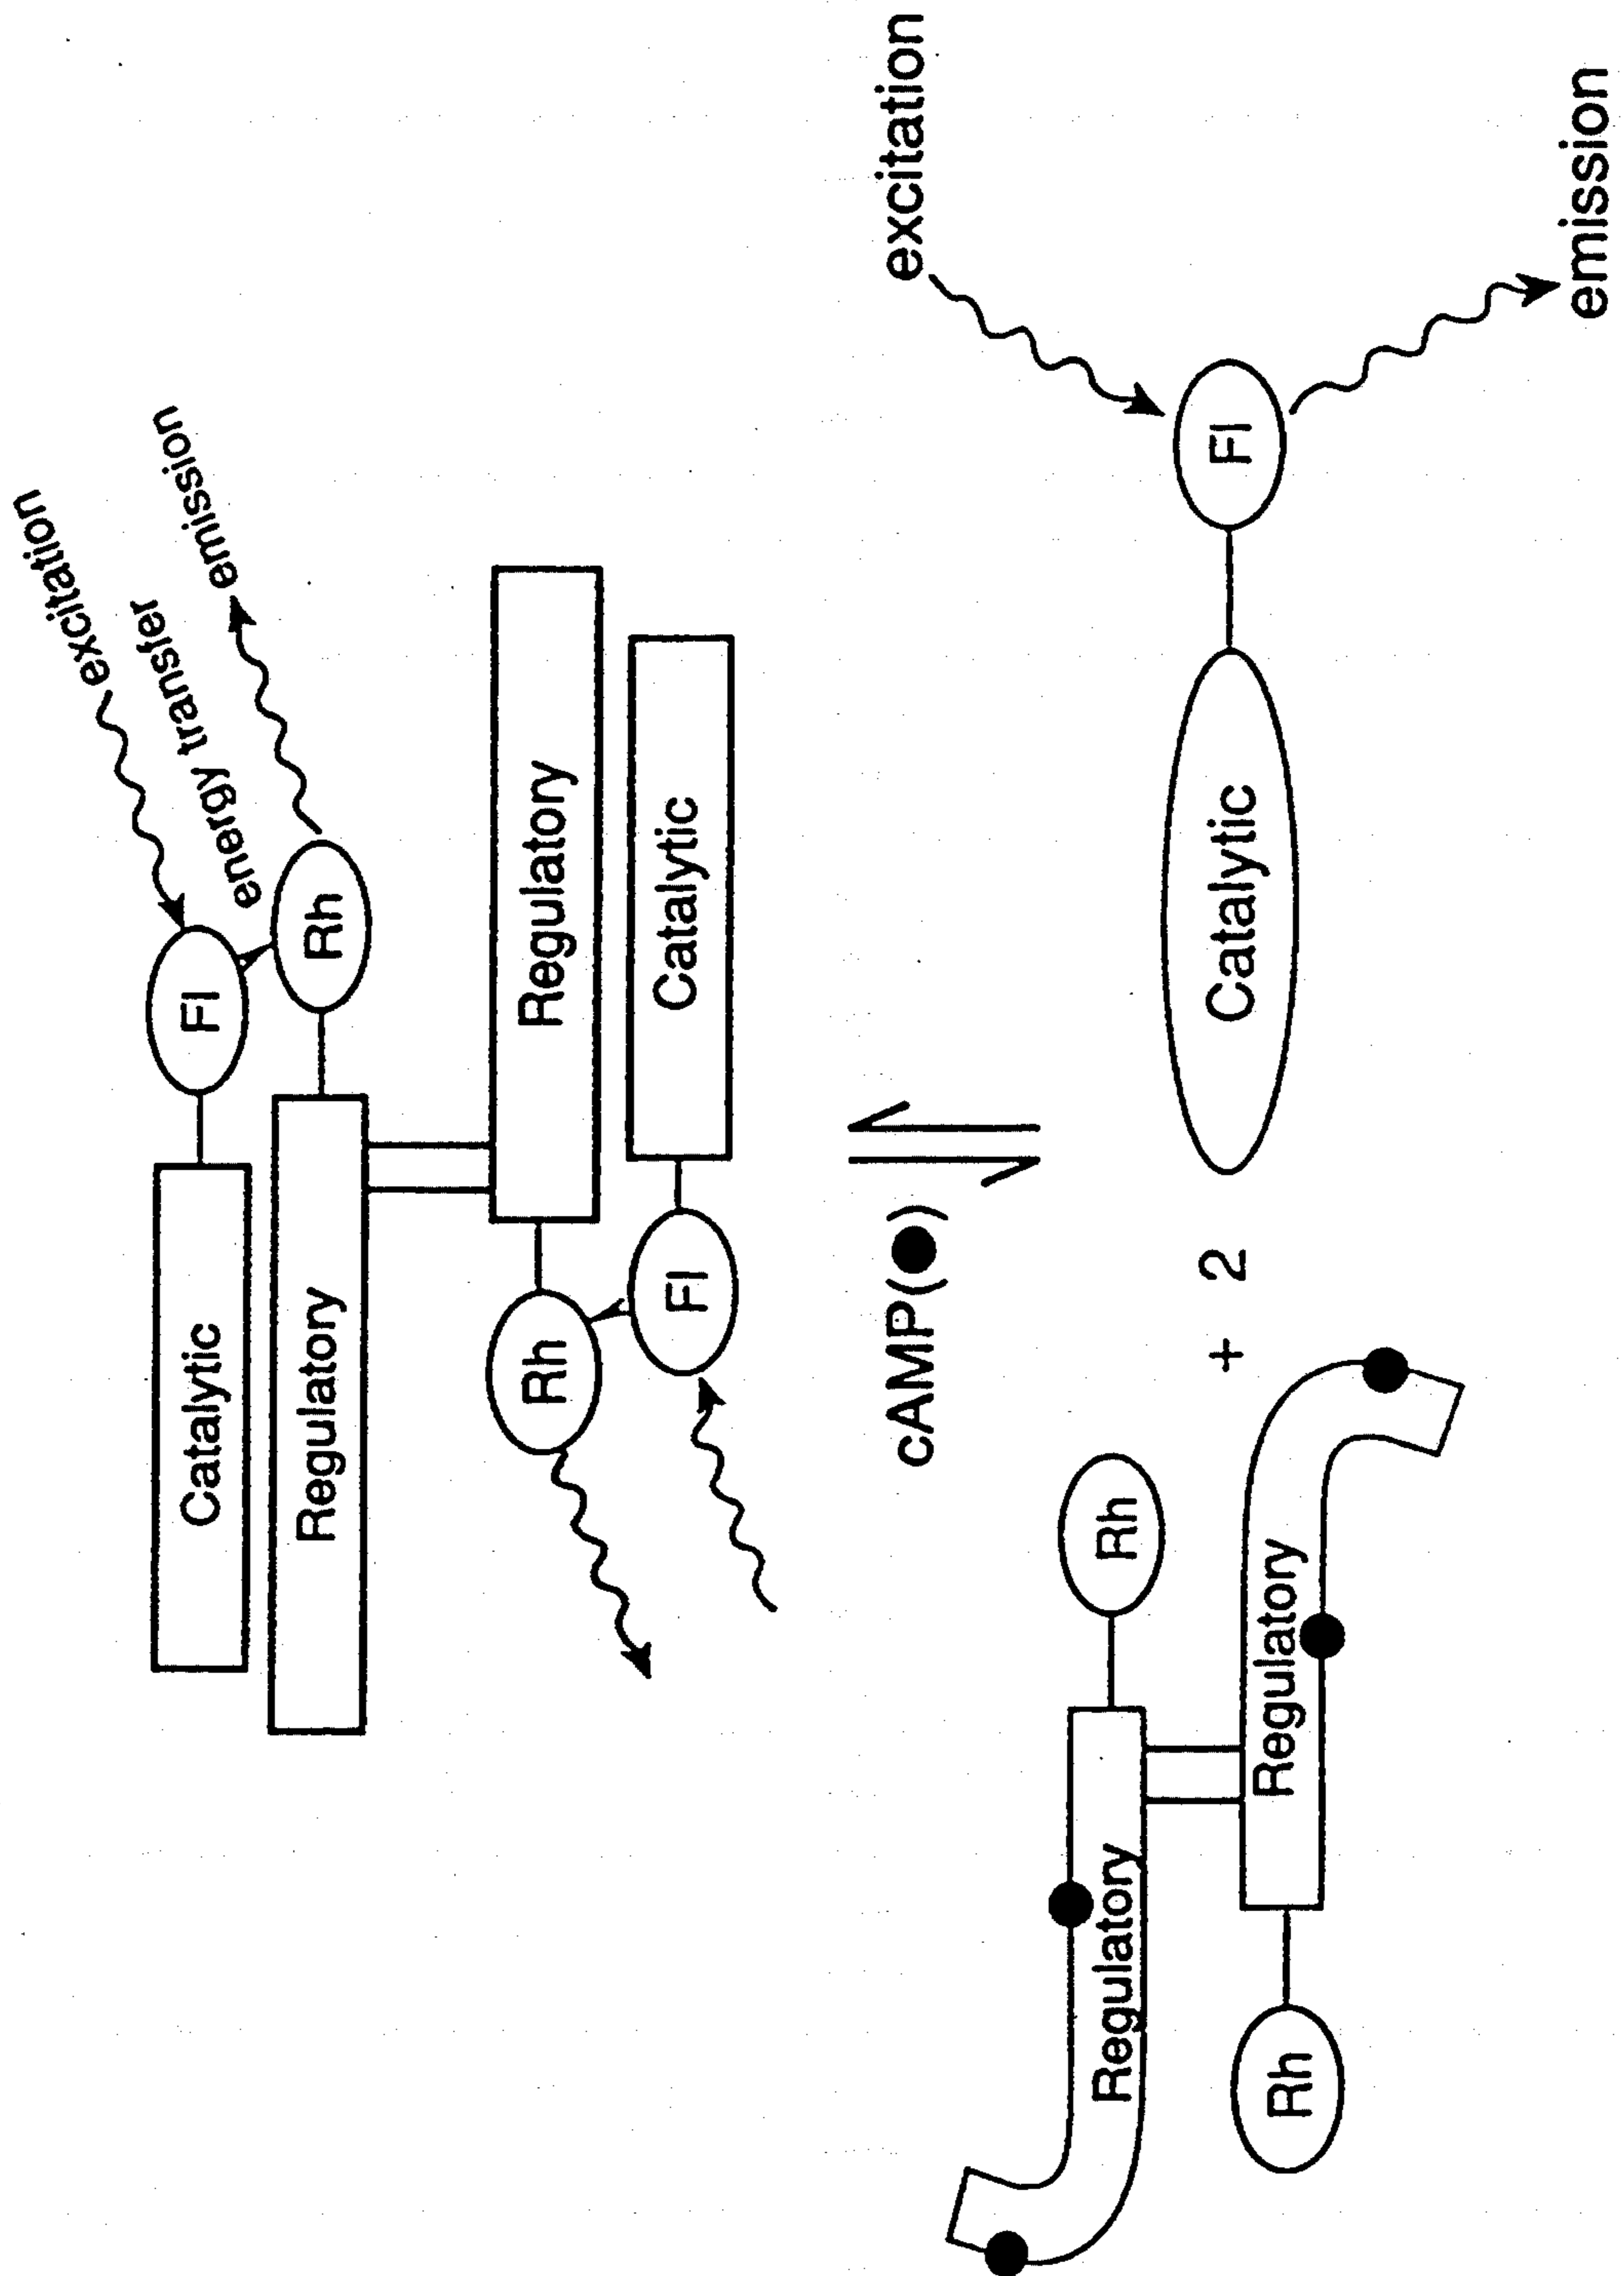 excitation
energy transfer
emission
Catalytic
Fl
Regulatory
Rh
Rh
Regulatory
Fl
Catalytic
cAMP(●)
Regulatory
Rh
Rh
Regulatory
+ 2
Catalytic
Fl
excitation
emission